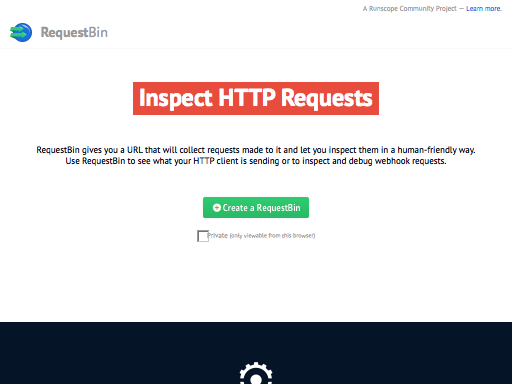 A Runscope Community Project — Learn more.
RequestBin
Inspect HTTP Requests
RequestBin gives you a URL that will collect requests made to it and let you inspect them in a human-friendly way.
Use RequestBin to see what your HTTP client is sending or to inspect and debug webhook requests.
Create a RequestBin
Private (only viewable from this browser)